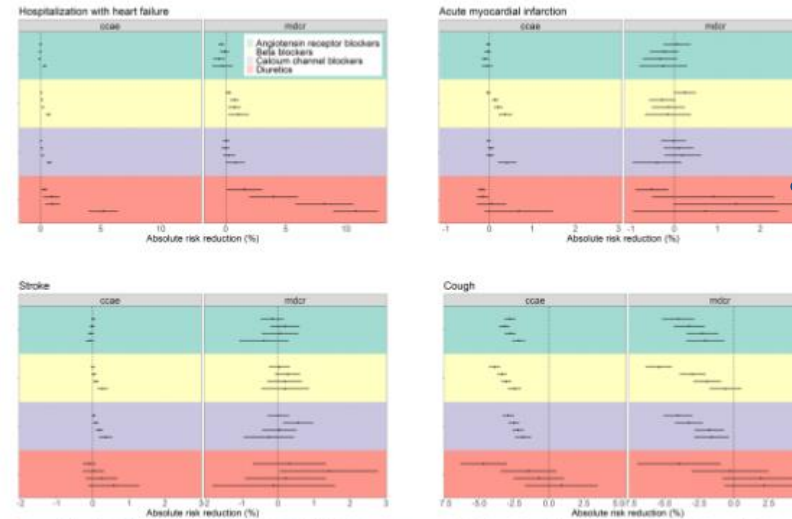 Hospitalization with heart failure
ccae
mdcr
Angiotensin receptor blockers
Beta blockers
Calcium channel blockers
Diuretics
0 5 10 0 5 10
Absolute risk reduction (%)
Acute myocardial infarction
ccae
mdcr
-1 0 1 2 3 -1 0 1 2
Absolute risk reduction (%)
Stroke
ccae
mdcr
-2 -1 0 1 2 3 -2 -1 0 1 2 3
Absolute risk reduction (%)
Cough
ccae
mdcr
-5.0 -2.5 0.0 2.5 -5.0 -2.5 0.0 2.5
Absolute risk reduction (%)